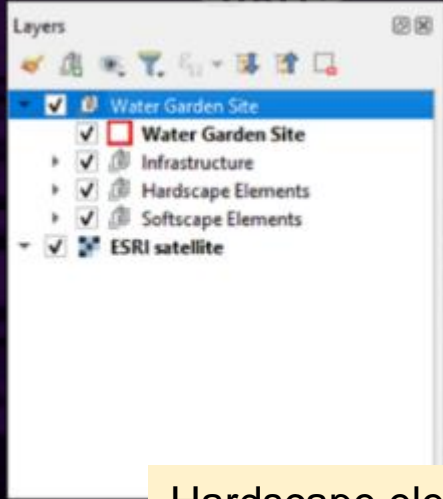 Layers
Water Garden Site
Water Garden Site
Infrastructure
Hardscape Elements
Softscape Elements
ESRI satellite